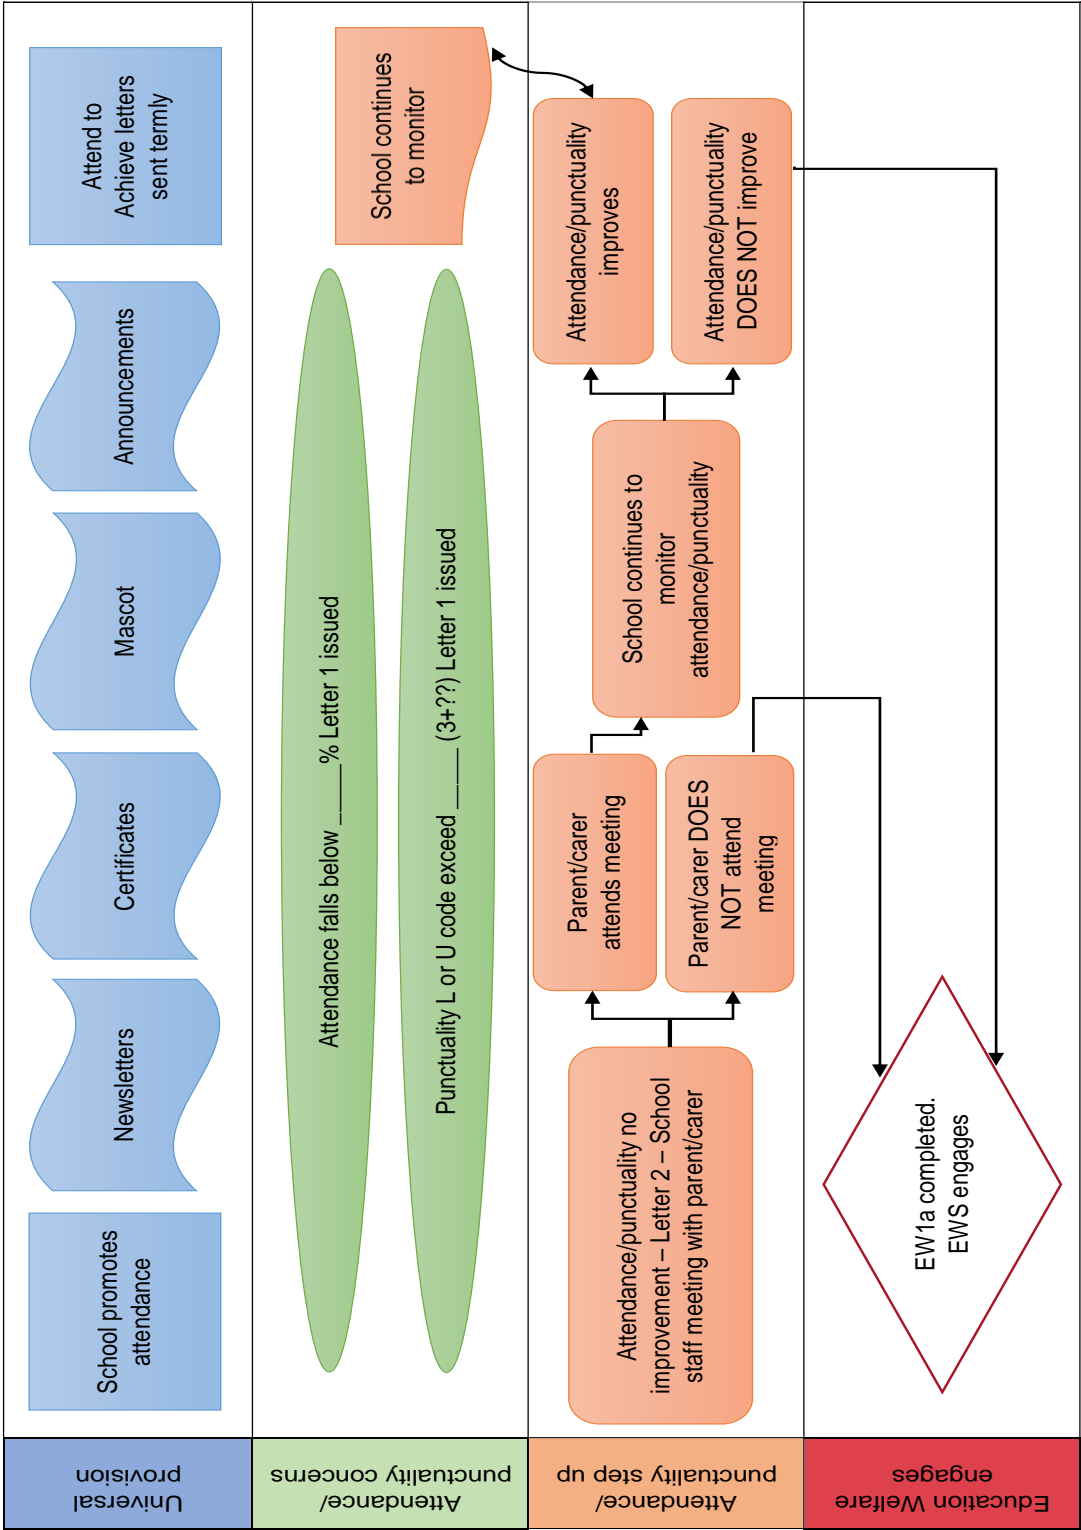 Universal
provision
School promotes
attendance
Newsletters
Certificates
Mascot
Announcements
Attend to
Achieve letters
sent termly
Attendance/
punctuality concerns
Attendance falls below _____% Letter 1 issued
Punctuality L or U code exceed _____ (3+??) Letter 1 issued
School continues
to monitor
Attendance/
punctuality step up
Attendance/punctuality no
improvement – Letter 2 – School
staff meeting with parent/carer
Parent/carer
attends meeting
Parent/carer DOES
NOT attend
meeting
School continues to
monitor
attendance/punctuality
Attendance/punctuality
improves
Attendance/punctuality
DOES NOT improve
Education Welfare
engages
EW1a completed.
EWS engages